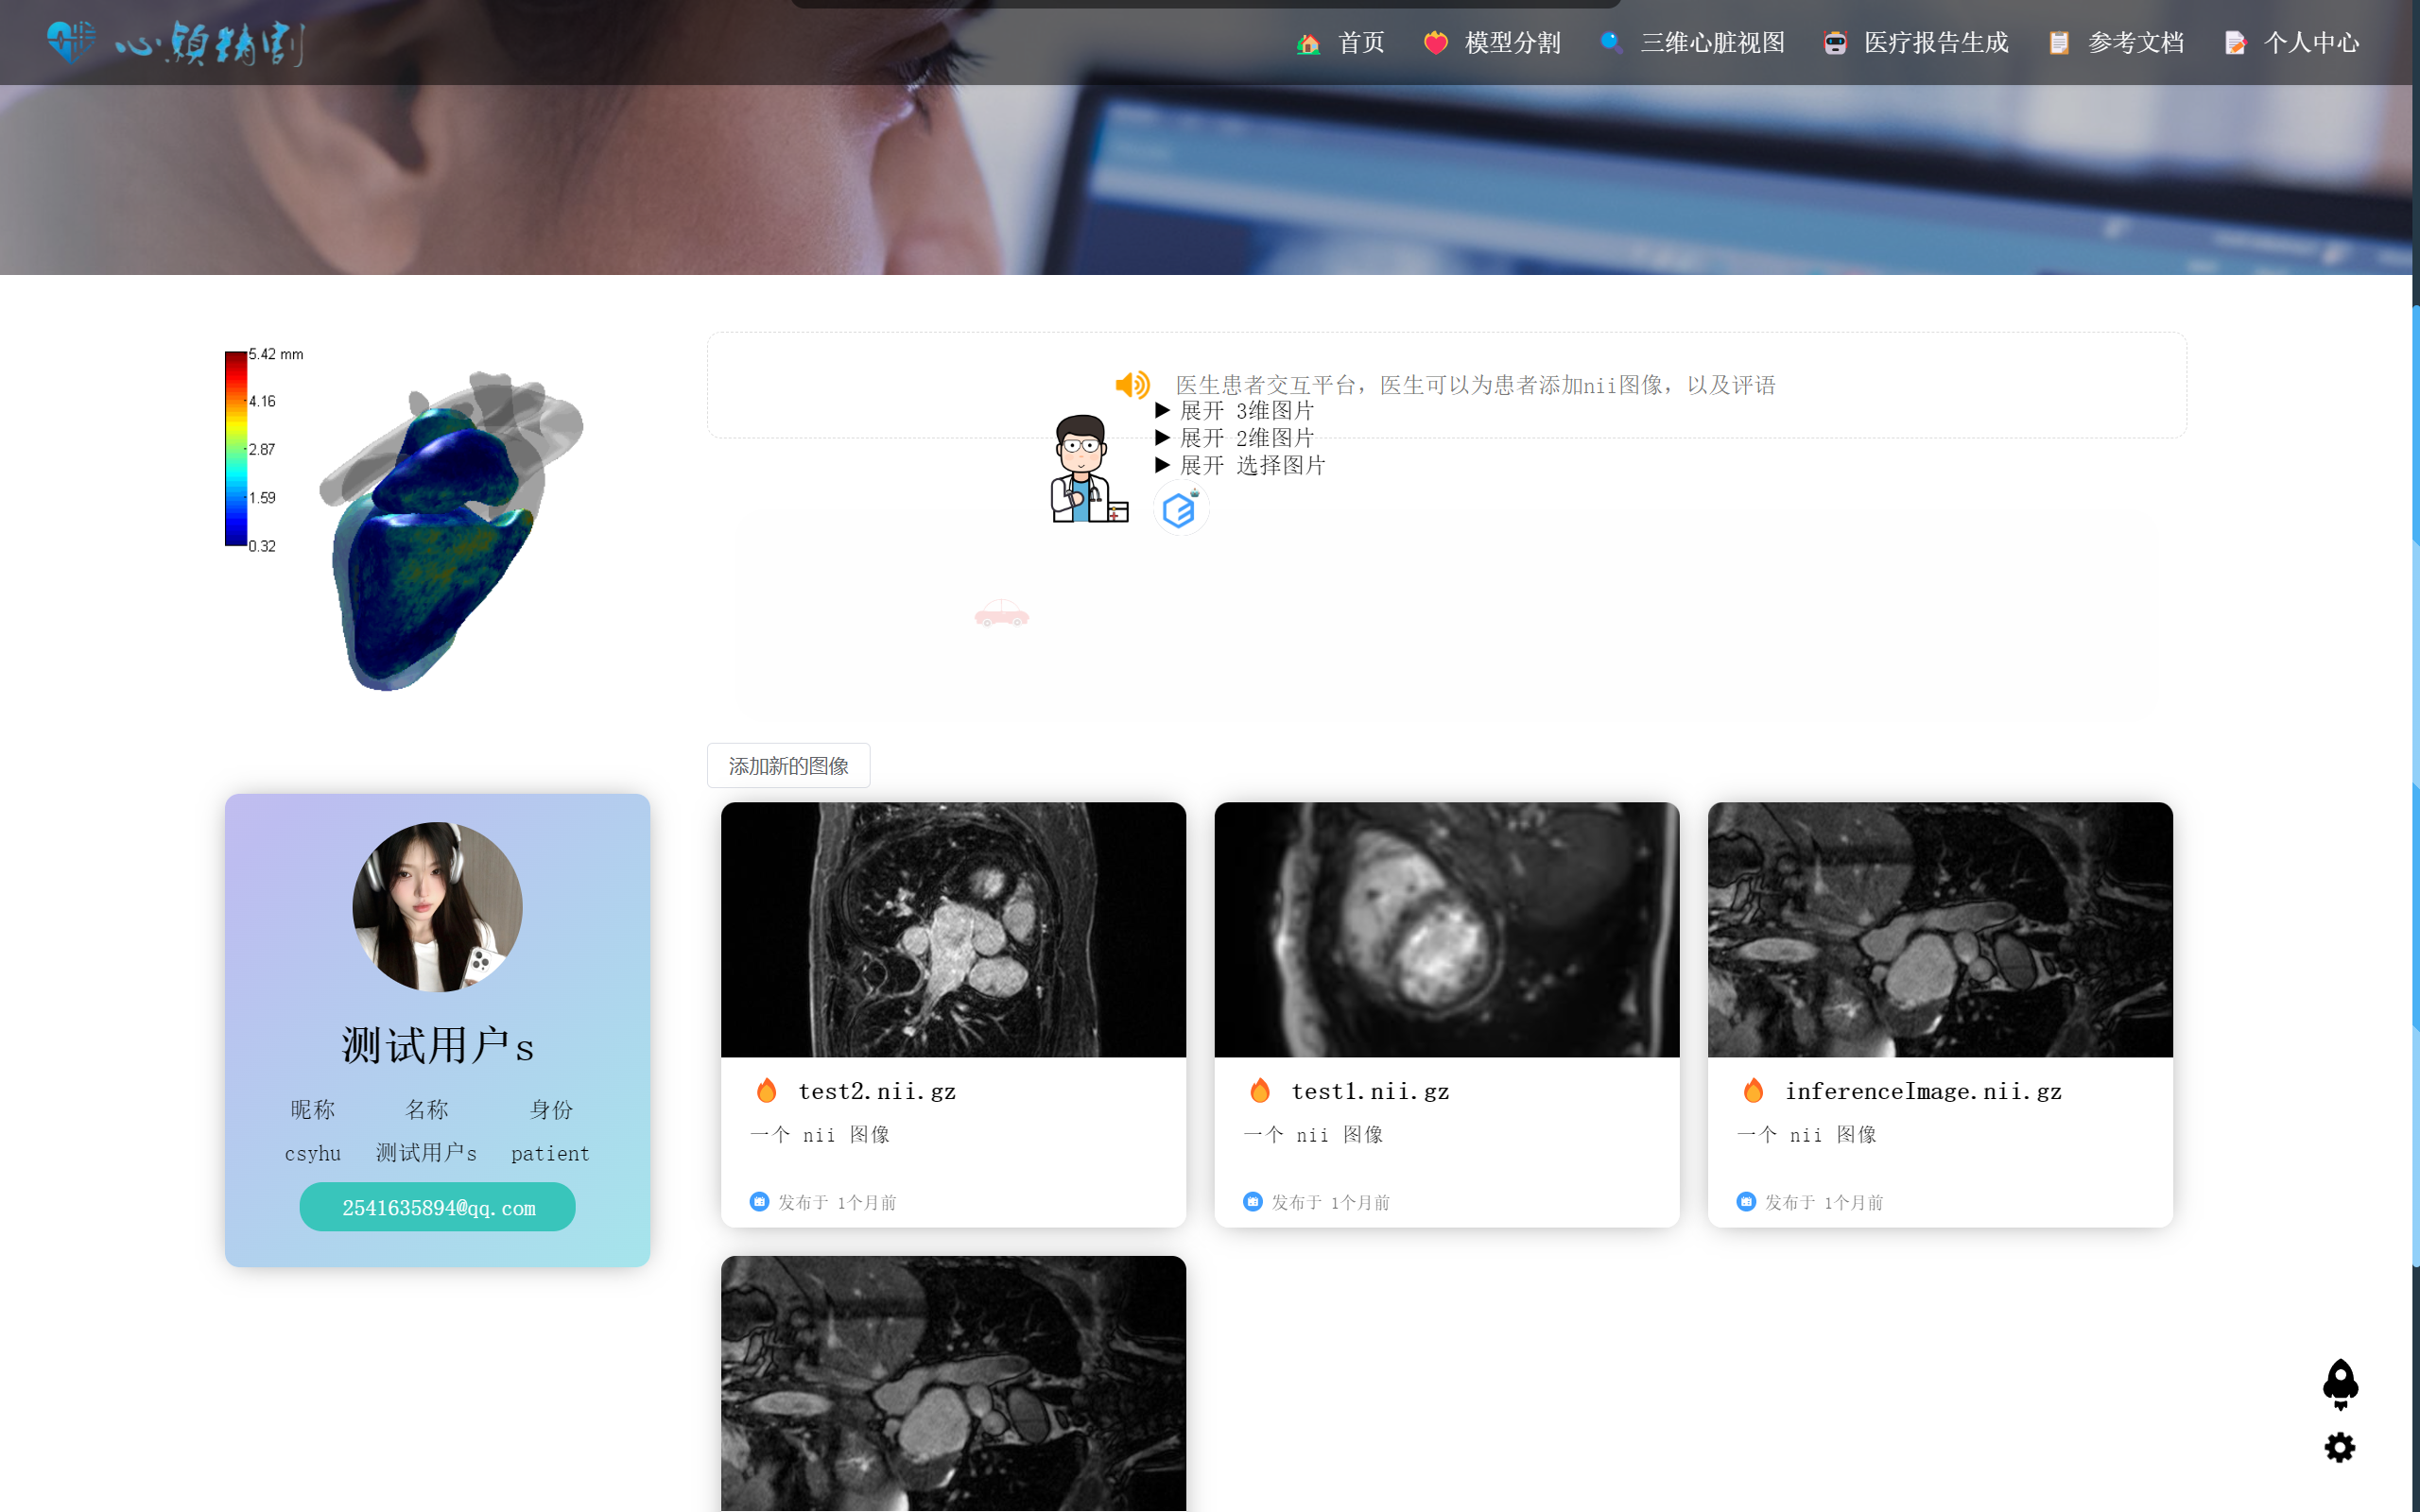 心颖精割
首页 模型分割 三维心脏视图 医疗报告生成 参考文档 个人中心
5.42 mm
4.16
2.87
1.59
0.32
医生患者交互平台，医生可以为患者添加nii图像，以及评语
▶ 展开 3维图片
▶ 展开 2维图片
▶ 展开 选择图片
添加新的图像
测试用户s
昵称 名称 身份
csyhu 测试用户s patient
2541635894@qq.com
test2.nii.gz
一个 nii 图像
发布于 1个月前
test1.nii.gz
一个 nii 图像
发布于 1个月前
inferenceImage.nii.gz
一个 nii 图像
发布于 1个月前